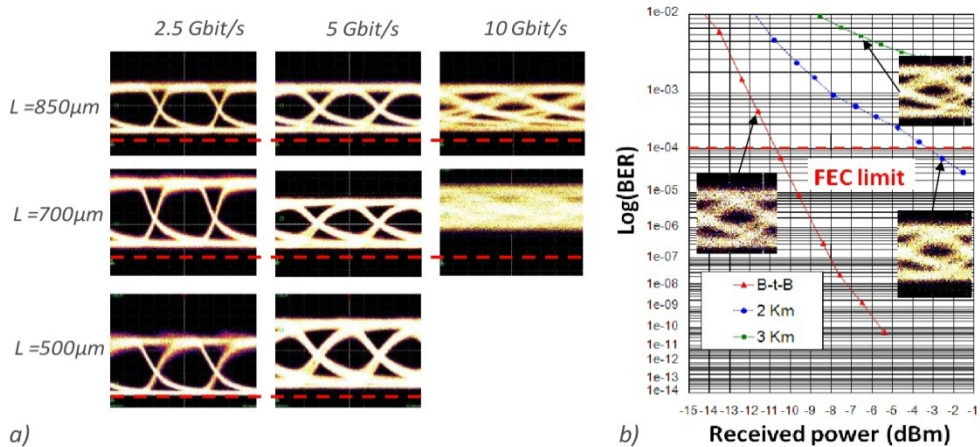 2.5 Gbit/s 5 Gbit/s 10 Gbit/s
L =850µm
L =700µm
L =500µm
a)
b)
Log(BER)
1e-02
1e-03
1e-04
1e-05
1e-06
1e-07
1e-08
1e-09
1e-10
1e-11
1e-12
1e-13
1e-14
FEC limit
B-t-B
2 Km
3 Km
-15 -14 -13 -12 -11 -10 -9 -8 -7 -6 -5 -4 -3 -2 -1
Received power (dBm)